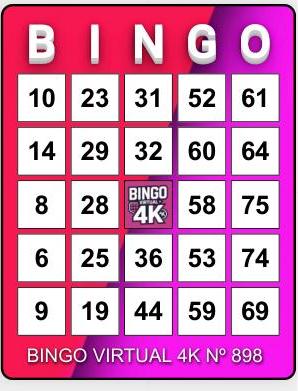 B I N G O
10 23 31 52 61
14 29 32 60 64
8 28 BINGO VIRTUAL 4K 58 75
6 25 36 53 74
9 19 44 59 69
BINGO VIRTUAL 4K Nº 898